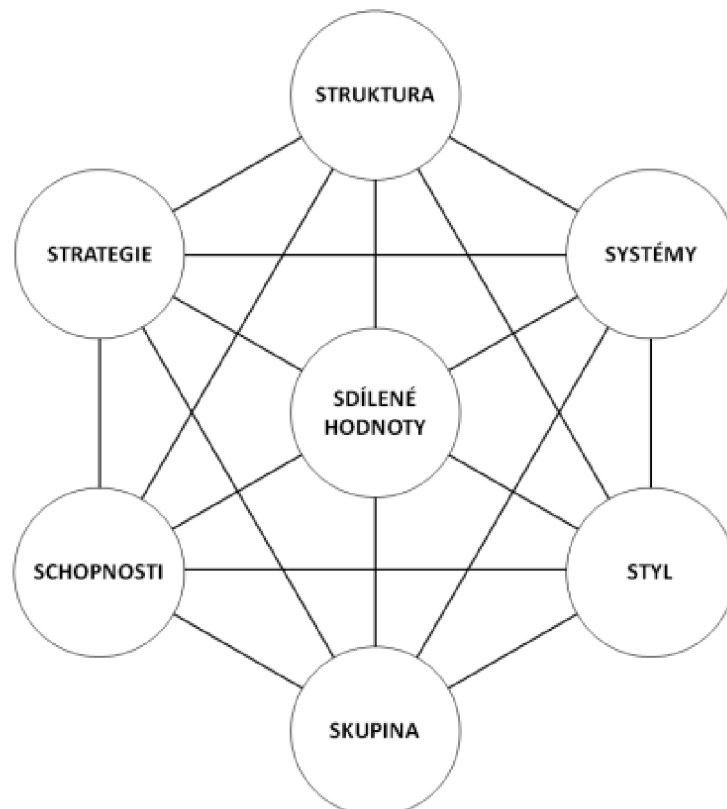 STRUKTURA
STRATEGIE
SYSTÉMY
SDÍLENÉ
HODNOTY
SCHOPNOSTI
STYL
SKUPINA